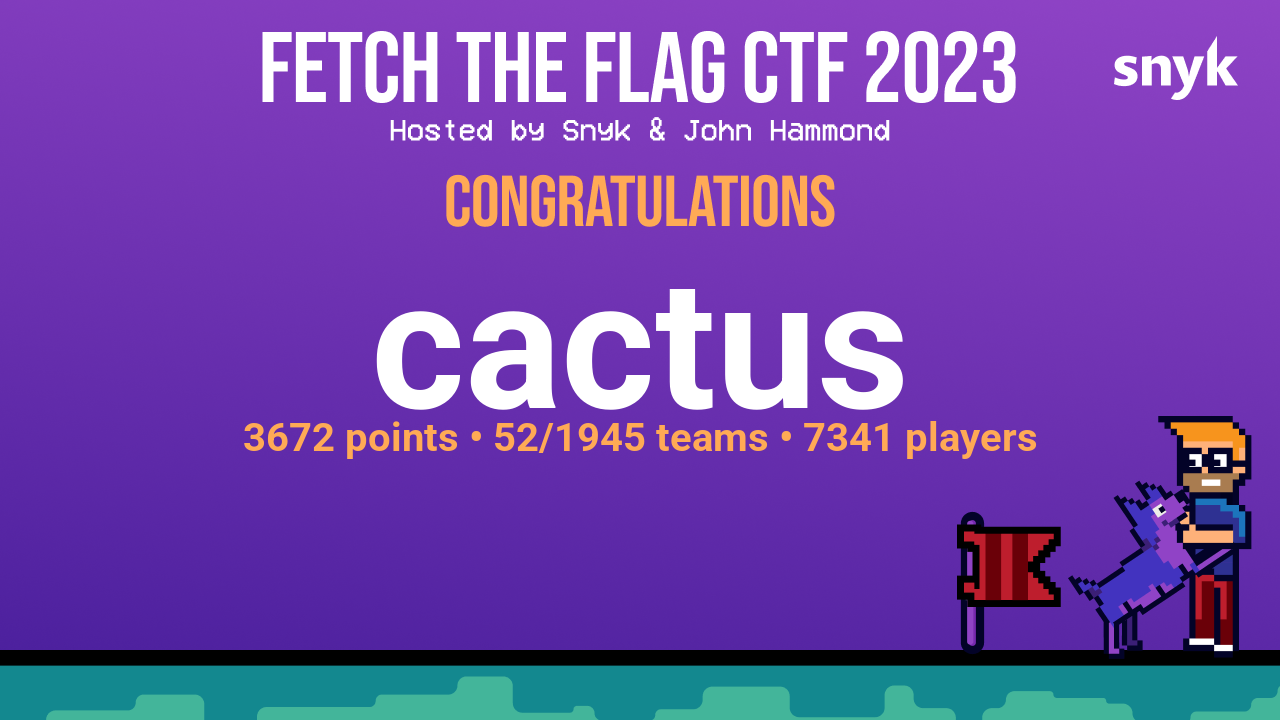 FETCH THE FLAG CTF 2023
snyk
Hosted by Snyk & John Hammond
CONGRATULATIONS
cactus
3672 points • 52/1945 teams • 7341 players